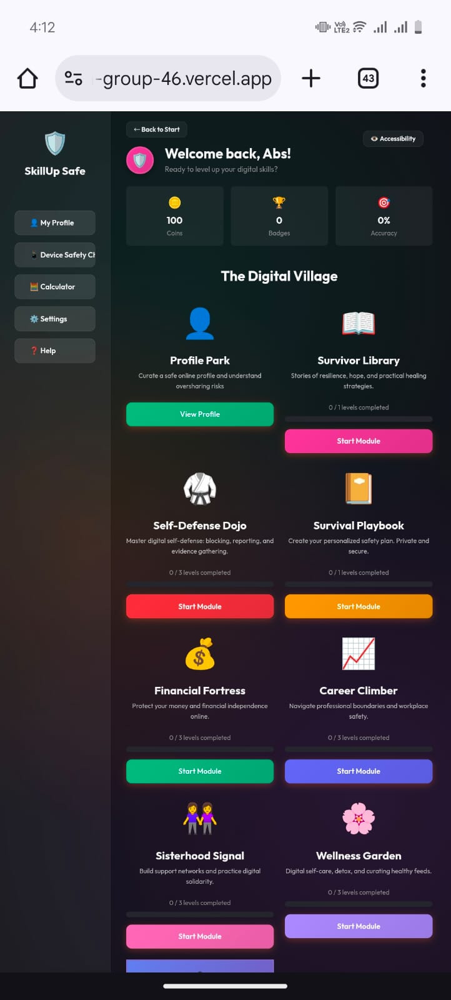 4:12
Vo)) LTE2
-group-46.vercel.app
43
SkillUp Safe
My Profile
Device Safety Ch
Calculator
Settings
Help
← Back to Start
Accessibility
Welcome back, Abs!
Ready to level up your digital skills?
100
Coins
0
Badges
0%
Accuracy
The Digital Village
Profile Park
Curate a safe online profile and understand
oversharing risks
View Profile
Survivor Library
Stories of resilience, hope, and practical healing
strategies.
0 / 1 levels completed
Start Module
Self-Defense Dojo
Master digital self-defense: blocking, reporting, and
evidence gathering.
0 / 3 levels completed
Start Module
Survival Playbook
Create your personalized safety plan. Private and
secure.
0 / 1 levels completed
Start Module
Financial Fortress
Protect your money and financial independence
online.
0 / 3 levels completed
Start Module
Career Climber
Navigate professional boundaries and workplace
safety.
0 / 3 levels completed
Start Module
Sisterhood Signal
Build support networks and practice digital
solidarity.
0 / 3 levels completed
Start Module
Wellness Garden
Digital self-care, detox, and curating healthy feeds.
0 / 3 levels completed
Start Module